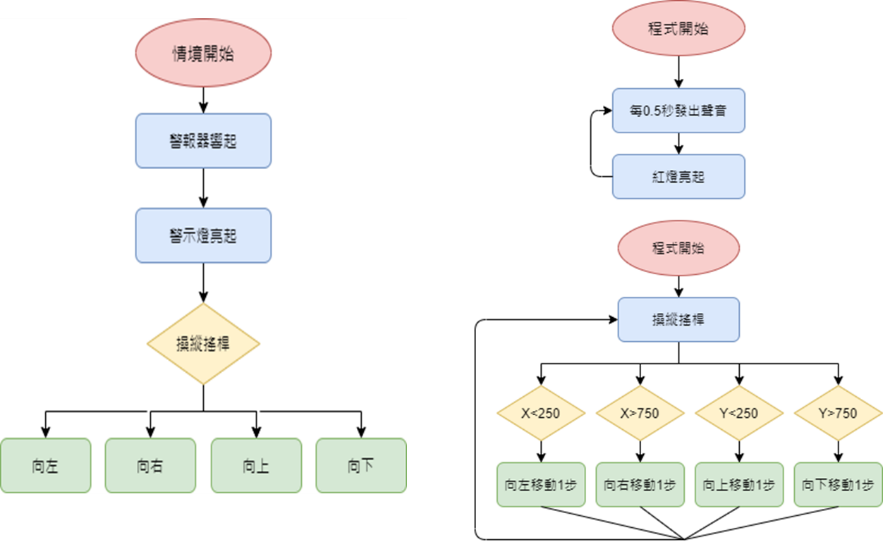 情境開始
警報器響起
警示燈亮起
操縱搖桿
向左
向右
向上
向下
程式開始
每0.5秒發出聲音
紅燈亮起
程式開始
操縱搖桿
X<250
X>750
Y<250
Y>750
向左移動1步
向右移動1步
向上移動1步
向下移動1步